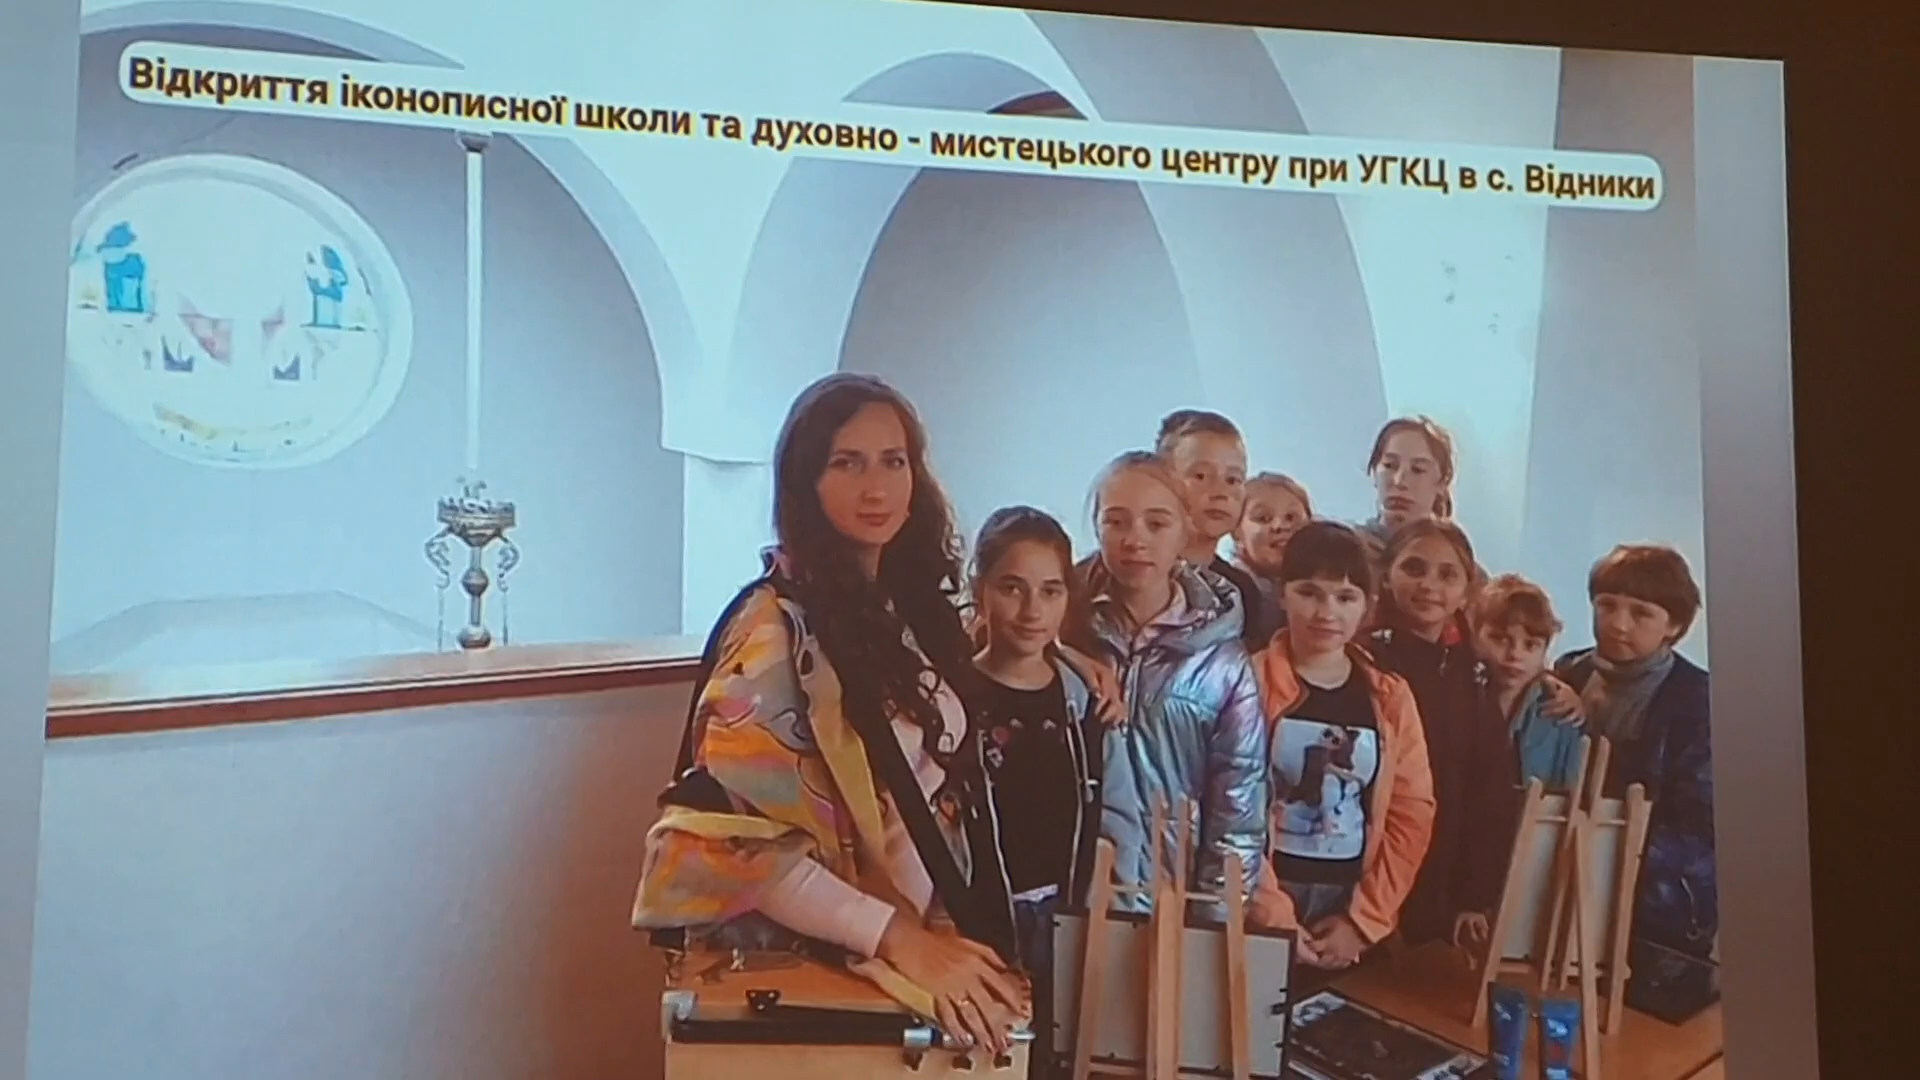 Відкриття іконописної школи та духовно - мистецького центру при УГКЦ в с. Відники